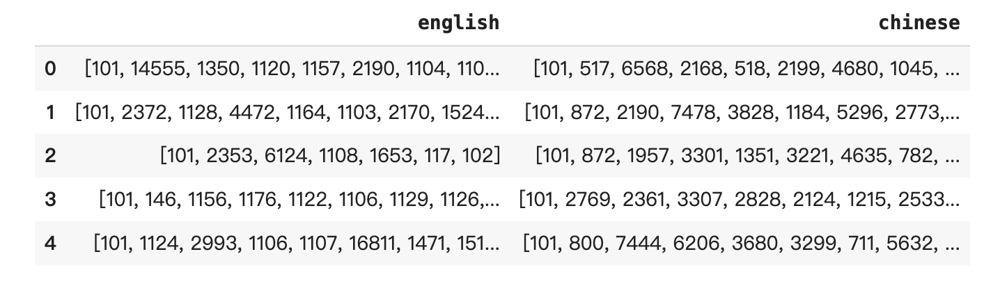 english chinese
0 [101, 14555, 1350, 1120, 1157, 2190, 1104, 110... [101, 517, 6568, 2168, 518, 2199, 4680, 1045, ...
1 [101, 2372, 1128, 4472, 1164, 1103, 2170, 1524... [101, 872, 2190, 7478, 3828, 1184, 5296, 2773,...
2 [101, 2353, 6124, 1108, 1653, 117, 102] [101, 872, 1957, 3301, 1351, 3221, 4635, 782, ...
3 [101, 146, 1156, 1176, 1122, 1106, 1129, 1126,... [101, 2769, 2361, 3307, 2828, 2124, 1215, 2533...
4 [101, 1124, 2993, 1106, 1107, 16811, 1471, 151... [101, 800, 7444, 6206, 3680, 3299, 711, 5632, ...